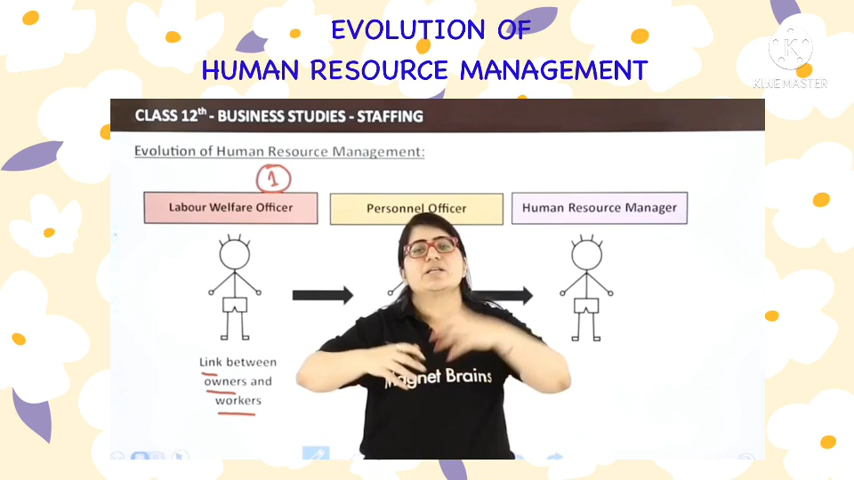 EVOLUTION OF
HUMAN RESOURCE MANAGEMENT
KINEMASTER
CLASS 12th - BUSINESS STUDIES - STAFFING
Evolution of Human Resource Management:
1
Labour Welfare Officer
Personnel Officer
Human Resource Manager
Link between
owners and
workers
Magnet Brains